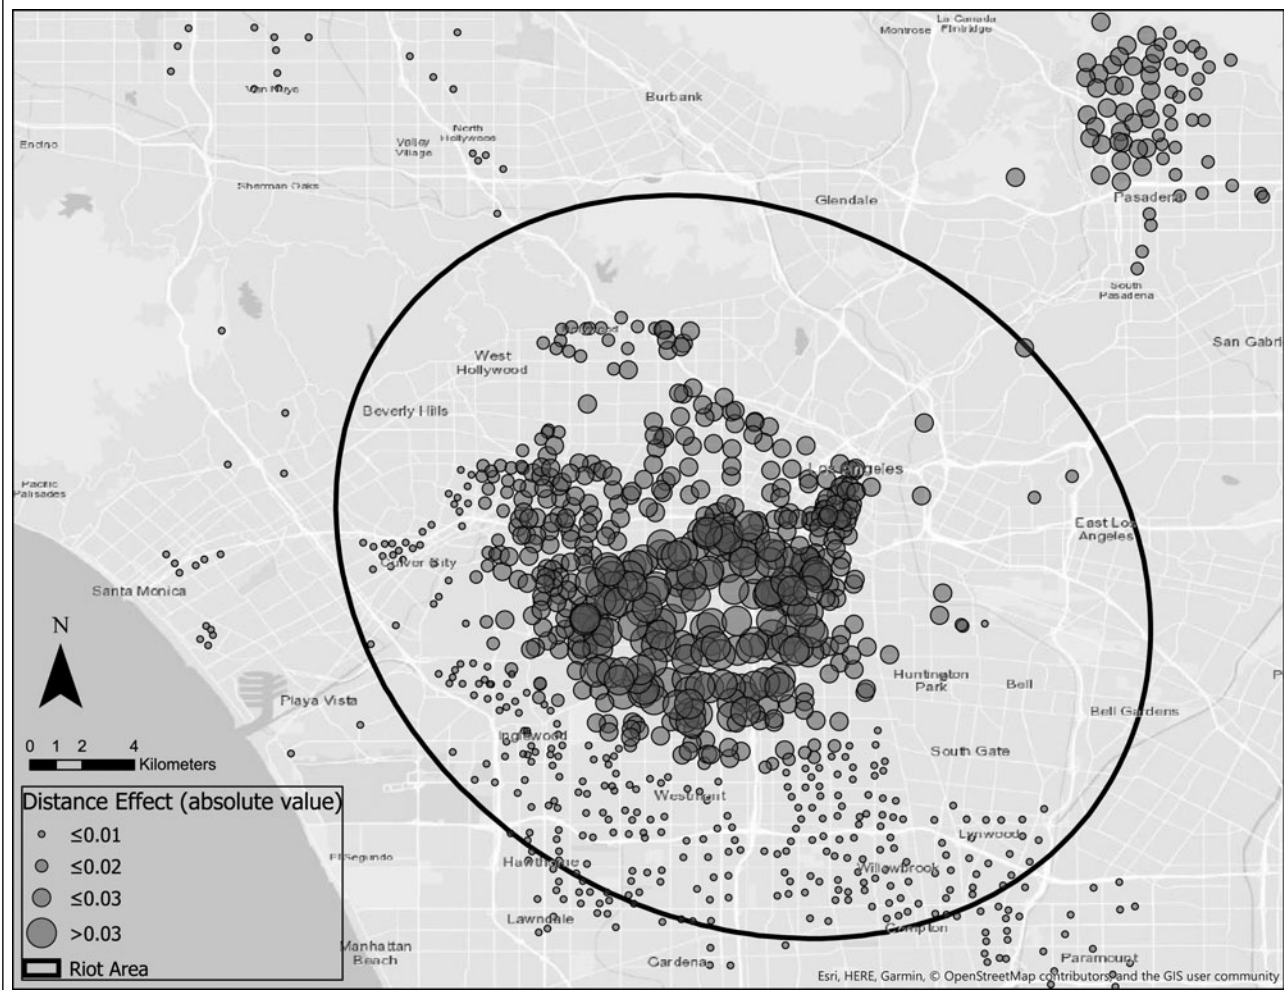 La Canada
Flintridge
Montrose
Burbank
Van Nuys
North
Hollywood
Valley
Village
Encino
Sherman Oaks
Glendale
Pasadena
South
Pasadena
San Gabri
West
Hollywood
Beverly Hills
Los Angeles
Pacific
Palisades
East Los
Angeles
Culver City
Santa Monica
N
Huntington
Park
Bell
Playa Vista
Bell Gardens
Inglewood
South Gate
0 1 2 4
Kilometers
Westmont
Distance Effect (absolute value)
≤0.01
≤0.02
≤0.03
>0.03
Riot Area
Lynwood
El Segundo
Hawthorne
Willowbrook
Lawndale
Compton
Manhattan
Beach
Gardena
Paramount
Esri, HERE, Garmin, © OpenStreetMap contributors, and the GIS user community